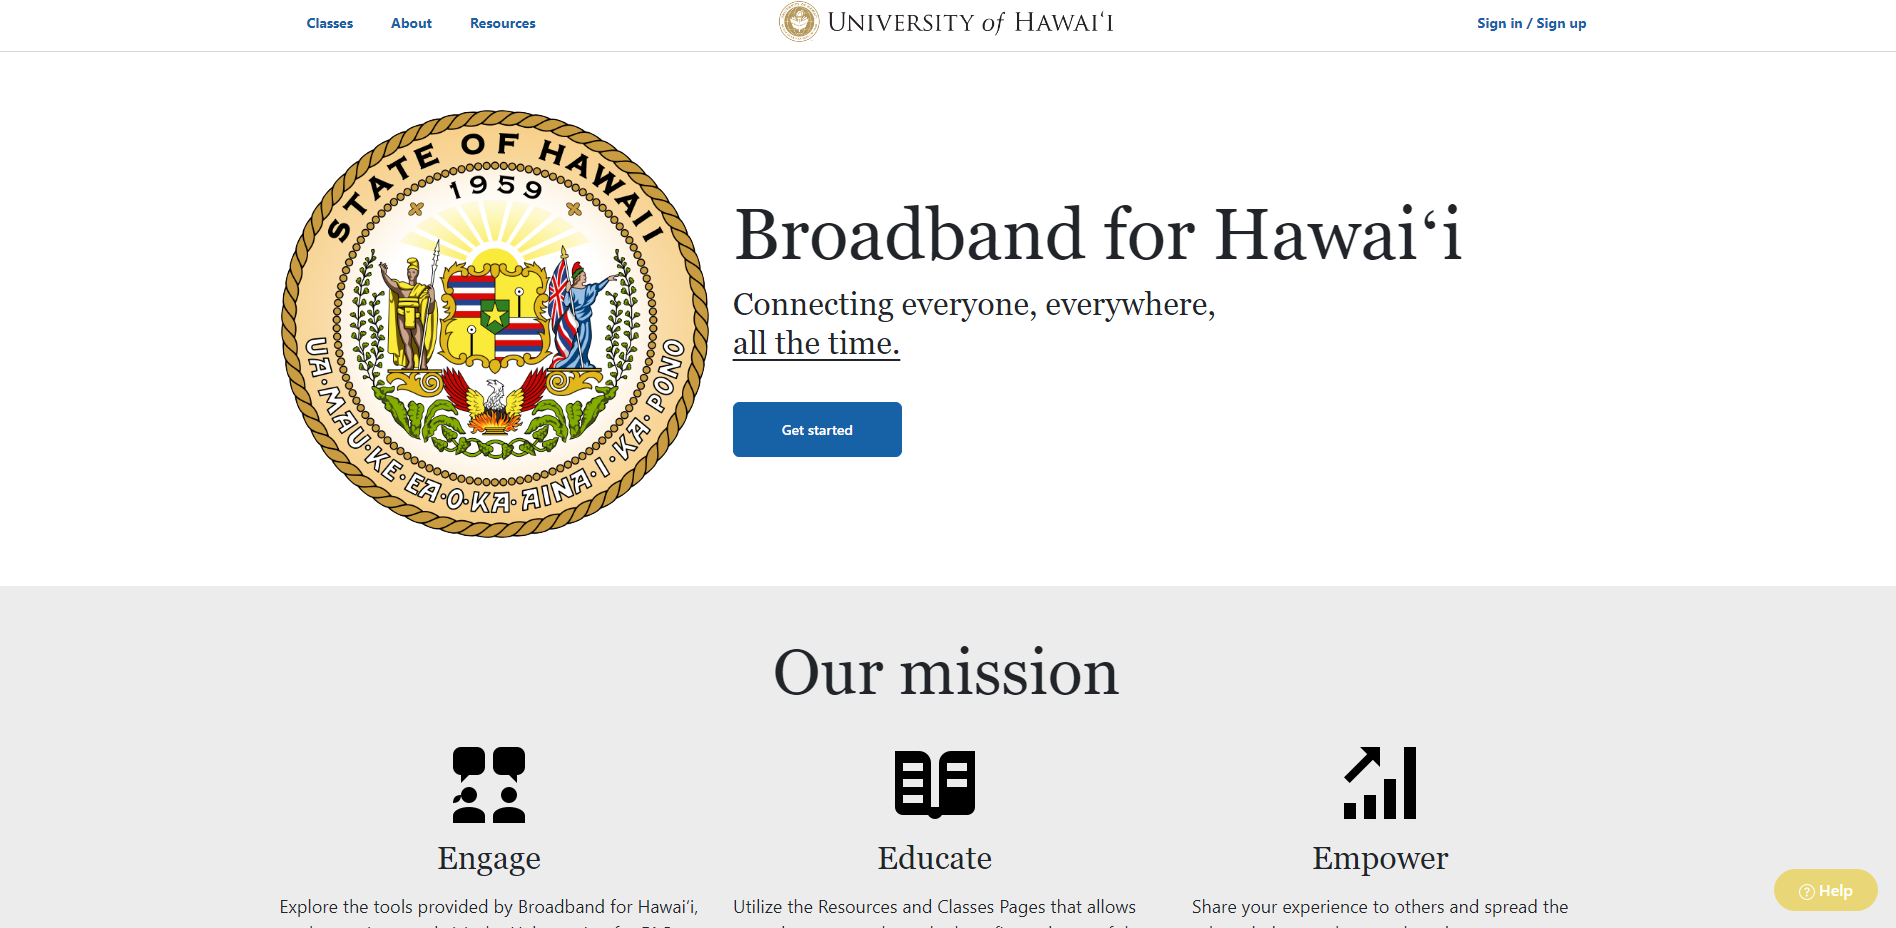 Classes About Resources
UNIVERSITY of HAWAIʻI
Sign in / Sign up
STATE OF HAWAII
1959
UA·MAU·KE·EA·O·KA·AINA·I·KA·PONO
Broadband for Hawaiʻi
Connecting everyone, everywhere,
all the time.
Get started
Our mission
Engage
Explore the tools provided by Broadband for Hawai'i,
Educate
Utilize the Resources and Classes Pages that allows
Empower
Share your experience to others and spread the
Help